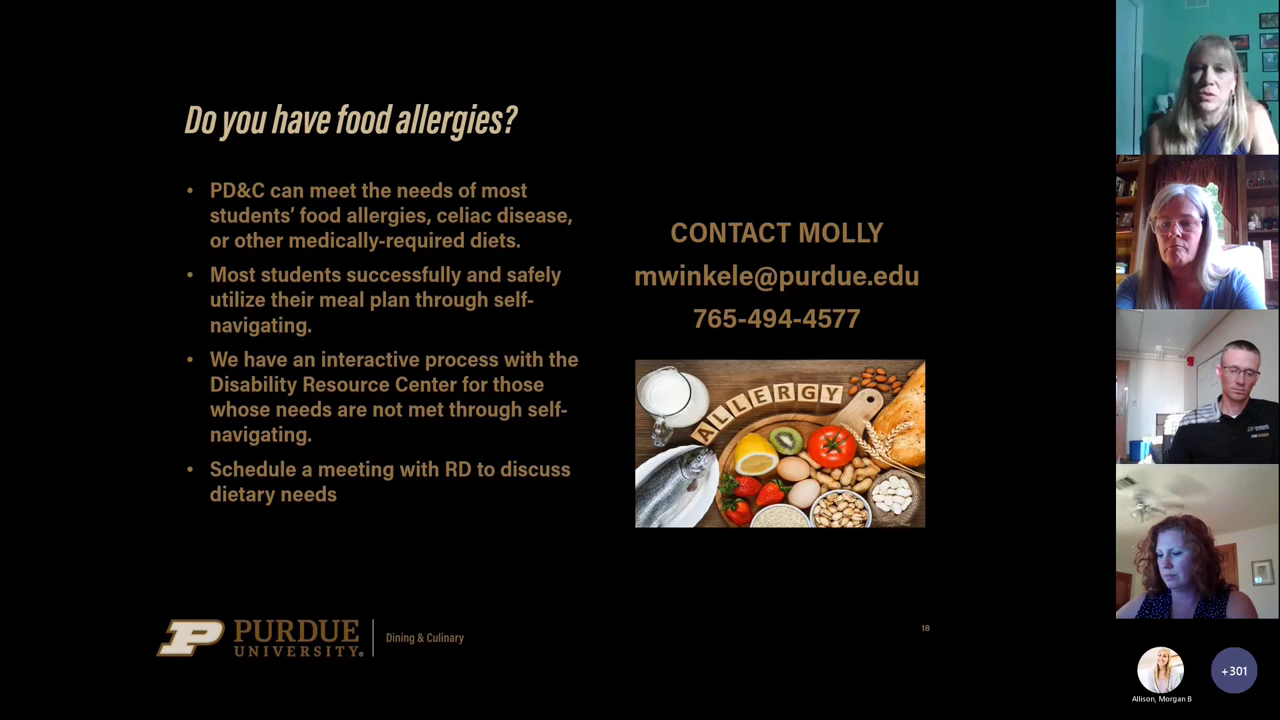 Do you have food allergies?
• PD&C can meet the needs of most
students' food allergies, celiac disease,
or other medically-required diets.
• Most students successfully and safely
utilize their meal plan through self-
navigating.
• We have an interactive process with the
Disability Resource Center for those
whose needs are not met through self-
navigating.
• Schedule a meeting with RD to discuss
dietary needs
CONTACT MOLLY
mwinkele@purdue.edu
765-494-4577
ALLERGY
P PURDUE
UNIVERSITY®
Dining & Culinary
18
+301
Allison, Morgan B